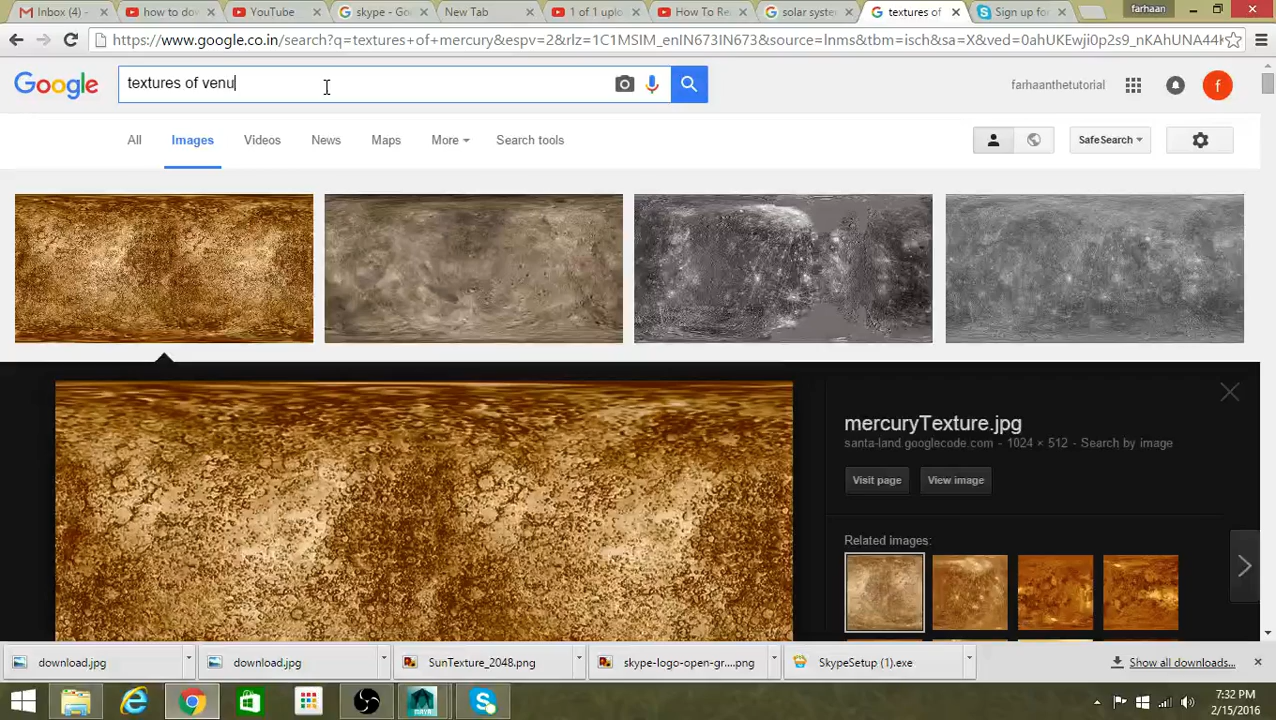 Inbox (4) -
how to dow
YouTube
skype - Goo
New Tab
1 of 1 uplo
How To Re
solar syste
textures of
Sign up for
farhaan
https://www.google.co.in/search?q=textures+of+mercury&espv=2&rlz=1C1MSIM_enIN673IN673&source=lnms&tbm=isch&sa=X&ved=0ahUKEwji0p2s9_nKAhUNA44K
Google
textures of venu
farhaanthetutorial
f
All
Images
Videos
News
Maps
More
Search tools
SafeSearch
mercuryTexture.jpg
santa-land.googlecode.com - 1024 × 512 - Search by image
Visit page
View image
Related images:
download.jpg
download.jpg
SunTexture_2048.png
skype-logo-open-gr....png
SkypeSetup (1).exe
Show all downloads...
7:32 PM
2/15/2016